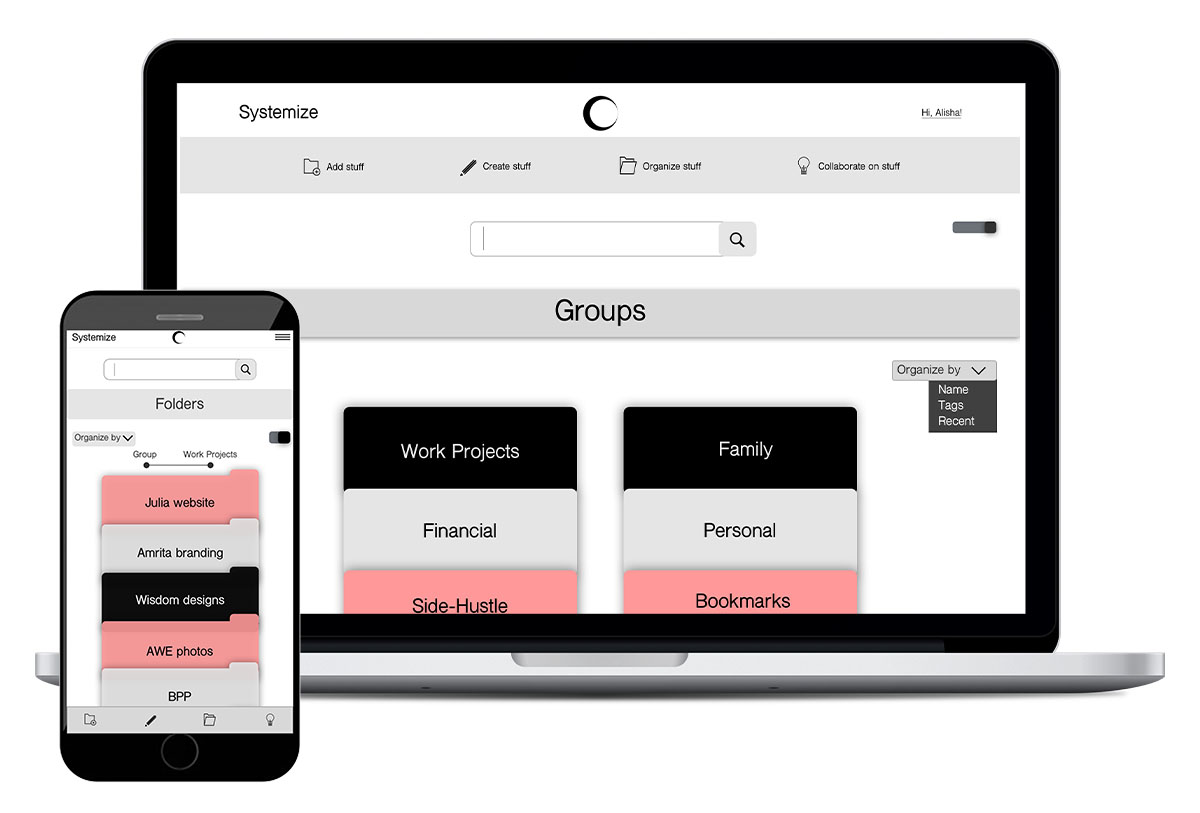 Systemize
Hi, Alisha!
Add stuff
Create stuff
Organize stuff
Collaborate on stuff
Groups
Organize by
Name
Tags
Recent
Work Projects
Family
Financial
Personal
Side-Hustle
Bookmarks
Systemize
Folders
Organize by
Group
Work Projects
Julia website
Amrita branding
Wisdom designs
AWE photos
BPP